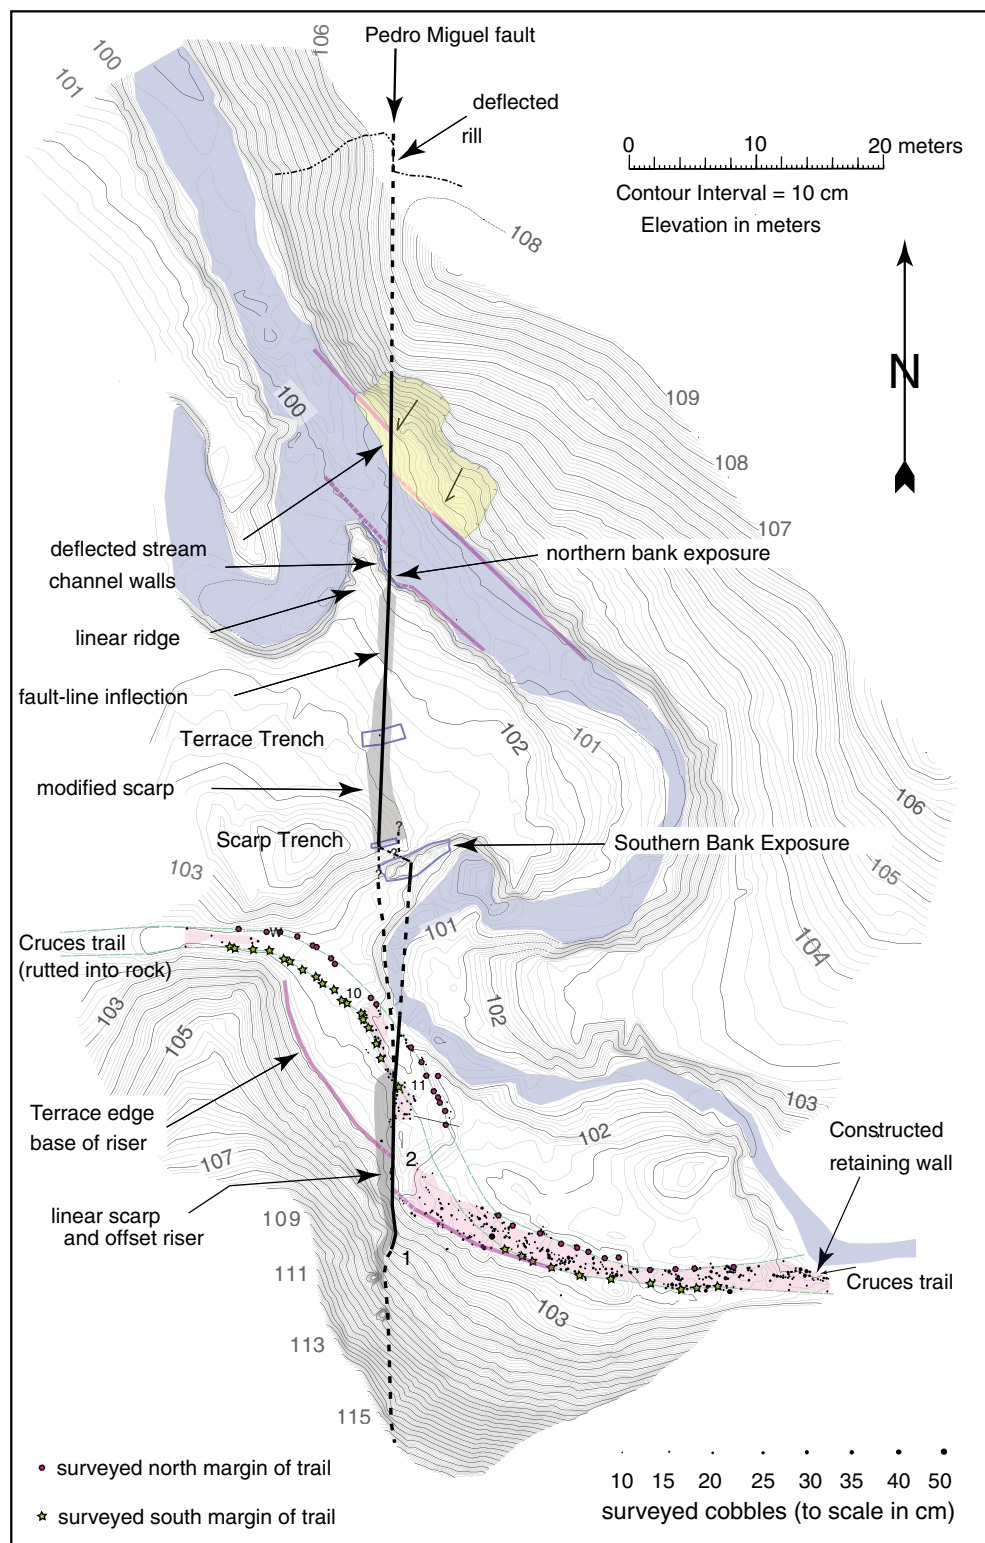 Pedro Miguel fault
106
100
101
deflected
rill
0 10 20 meters
Contour Interval = 10 cm
Elevation in meters
108
N
109
100
108
107
deflected stream
channel walls
northern bank exposure
linear ridge
fault-line inflection
Terrace Trench
102
101
modified scarp
106
Scarp Trench
?
?
?
Southern Bank Exposure
103
105
101
104
Cruces trail
(rutted into rock)
W
10
102
103
105
11
103
Terrace edge
base of riser
102
Constructed
retaining wall
107
2
linear scarp
and offset riser
109
1
111
Cruces trail
103
113
115
surveyed north margin of trail
surveyed south margin of trail
10 15 20 25 30 35 40 50
surveyed cobbles (to scale in cm)